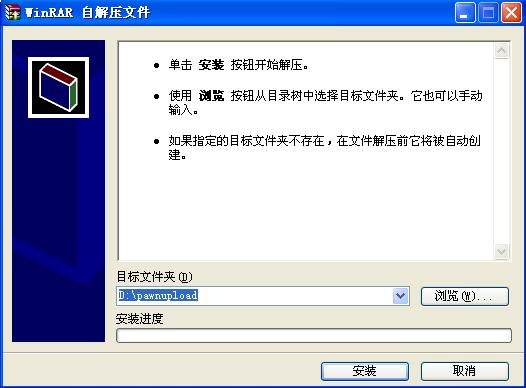 WinRAR 自解压文件
单击 安装 按钮开始解压。
使用 浏览 按钮从目录树中选择目标文件夹。它也可以手动
输入。
如果指定的目标文件夹不存在，在文件解压前它将被自动创
建。
目标文件夹(D)
D:\pawnupload
浏览(W)...
安装进度
安装
取消